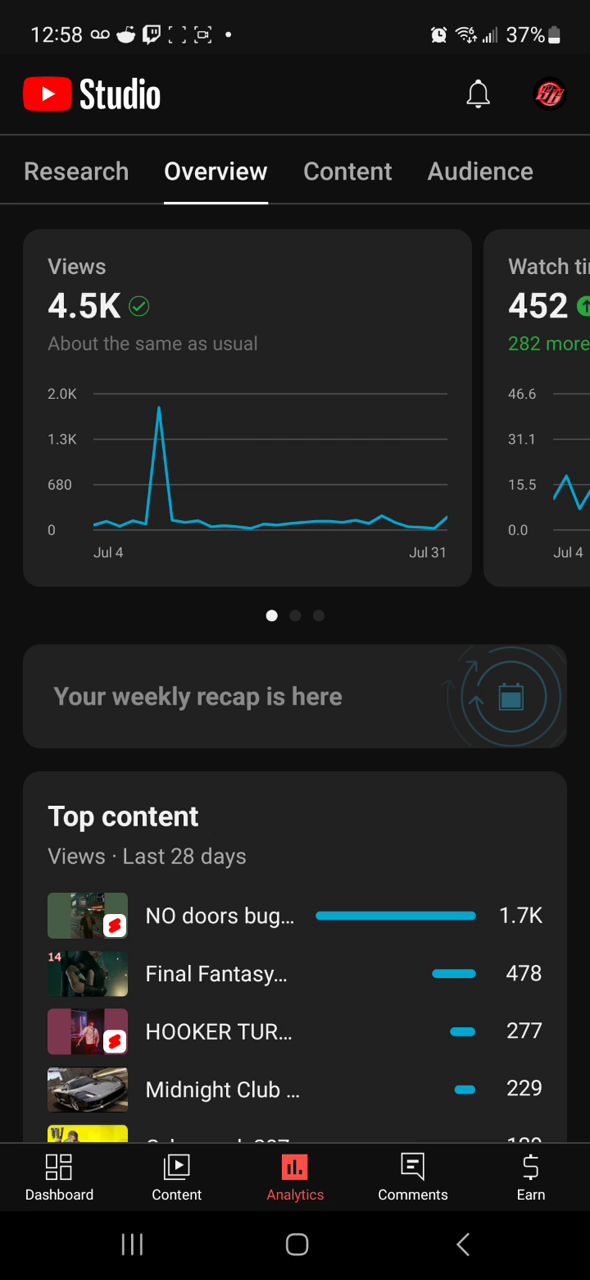 12:58
37%
Studio
Research Overview Content Audience
Views
4.5K
About the same as usual
2.0K
1.3K
680
0
Jul 4 Jul 31
Watch ti
452
282 more
46.6
31.1
15.5
0.0
Jul 4
Your weekly recap is here
Top content
Views · Last 28 days
NO doors bug... 1.7K
14
Final Fantasy... 478
HOOKER TUR... 277
Midnight Club ... 229
Dashboard Content Analytics Comments Earn